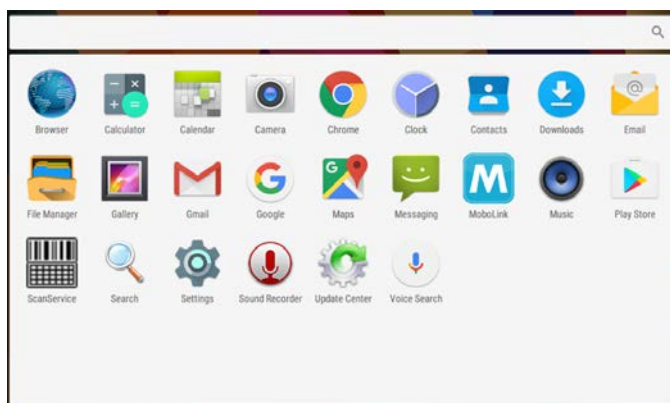 Browser Calculator Calendar Camera Chrome Clock Contacts Downloads Email
File Manager Gallery Gmail Google Maps Messaging MoboLink Music Play Store
ScanService Search Settings Sound Recorder Update Center Voice Search